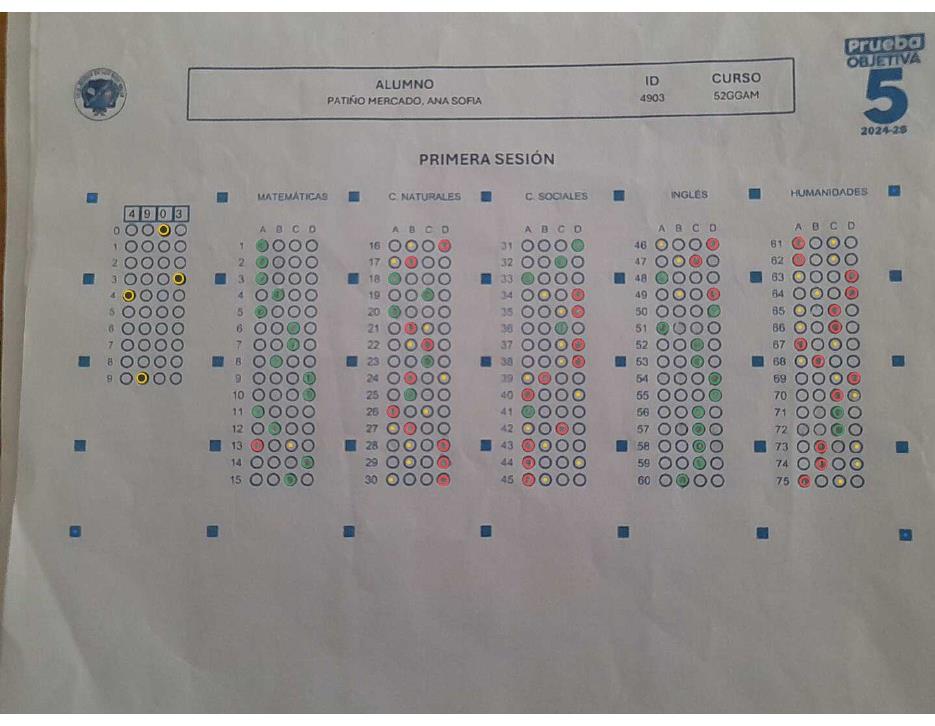 Prueba
OBJETIVA
5
2024-25
ALUMNO ID CURSO
PATIÑO MERCADO, ANA SOFIA 4903 52GGAM
PRIMERA SESIÓN
MATEMÁTICAS C. NATURALES C. SOCIALES INGLÉS HUMANIDADES
4 9 0 3
A B C D A B C D A B C D A B C D A B C D
0
1 1 16 31 46 61
2 2 17 32 47 62
3 3 18 33 48 63
4 4 19 34 49 64
5 5 20 35 50 65
6 6 21 36 51 66
7 7 22 37 52 67
8 8 23 38 53 68
9 9 24 39 54 69
10 25 40 55 70
11 26 41 56 71
12 27 42 57 72
13 28 43 58 73
14 29 44 59 74
15 30 45 60 75